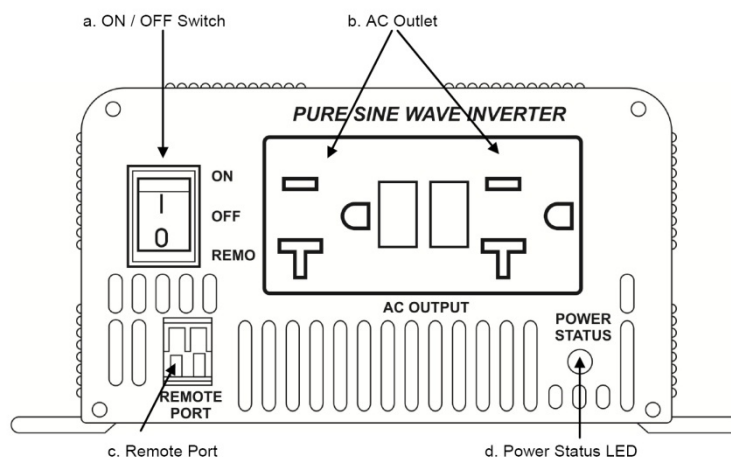 a. ON / OFF Switch
b. AC Outlet
PURE SINE WAVE INVERTER
ON
I
OFF
0
REMO
AC OUTPUT
POWER
STATUS
REMOTE
PORT
c. Remote Port
d. Power Status LED